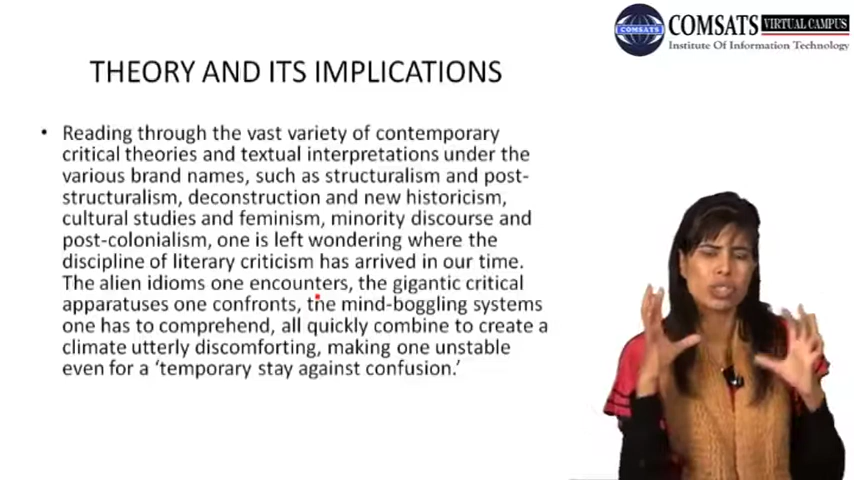 COMSATS VIRTUAL CAMPUS
COMSATS Institute Of Information Technology
THEORY AND ITS IMPLICATIONS
• Reading through the vast variety of contemporary
critical theories and textual interpretations under the
various brand names, such as structuralism and post-
structuralism, deconstruction and new historicism,
cultural studies and feminism, minority discourse and
post-colonialism, one is left wondering where the
discipline of literary criticism has arrived in our time.
The alien idioms one encounters, the gigantic critical
apparatuses one confronts, the mind-boggling systems
one has to comprehend, all quickly combine to create a
climate utterly discomforting, making one unstable
even for a ‘temporary stay against confusion.’